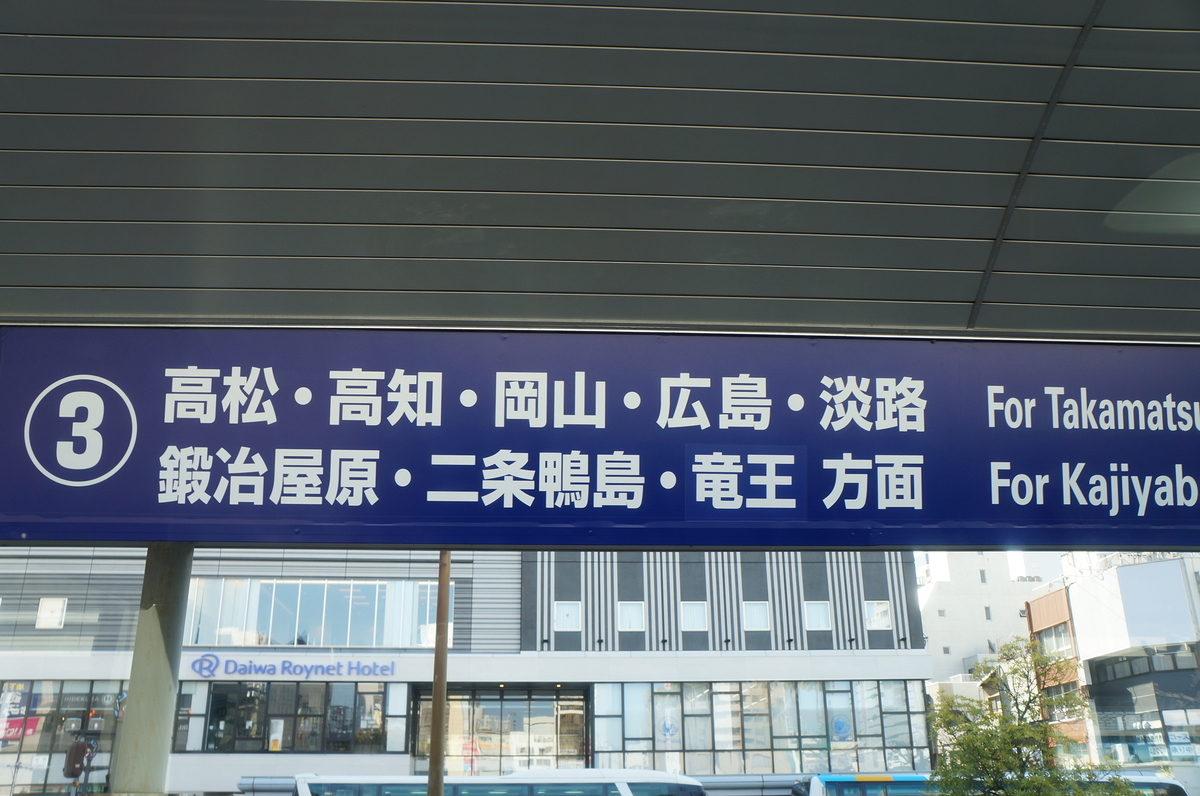 3
高松・高知・岡山・広島・淡路
For Takamatsu
鍛冶屋原・二条鴨島・竜王 方面
For Kajiyab
Daiwa Roynet Hotel